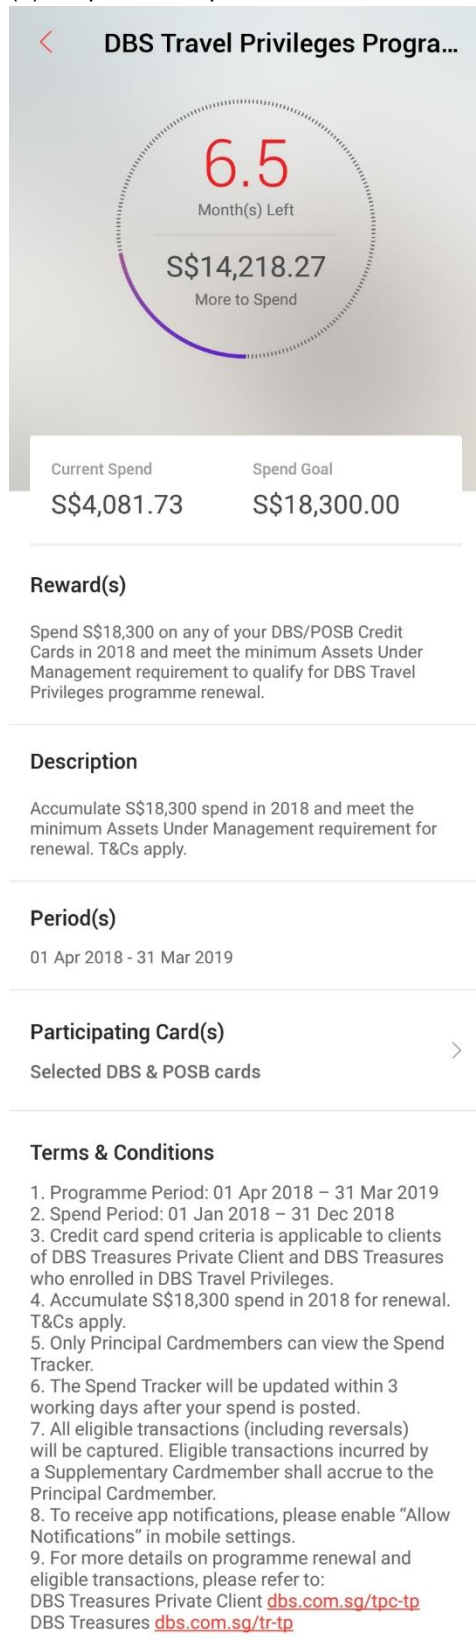 DBS Travel Privileges Progra...
6.5
Month(s) Left
S$14,218.27
More to Spend
Current Spend
Spend Goal
S$4,081.73
S$18,300.00
Reward(s)
Spend S$18,300 on any of your DBS/POSB Credit
Cards in 2018 and meet the minimum Assets Under
Management requirement to qualify for DBS Travel
Privileges programme renewal.
Description
Accumulate S$18,300 spend in 2018 and meet the
minimum Assets Under Management requirement for
renewal. T&Cs apply.
Period(s)
01 Apr 2018 - 31 Mar 2019
Participating Card(s)
Selected DBS & POSB cards
Terms & Conditions
1. Programme Period: 01 Apr 2018 – 31 Mar 2019
2. Spend Period: 01 Jan 2018 – 31 Dec 2018
3. Credit card spend criteria is applicable to clients
of DBS Treasures Private Client and DBS Treasures
who enrolled in DBS Travel Privileges.
4. Accumulate S$18,300 spend in 2018 for renewal.
T&Cs apply.
5. Only Principal Cardmembers can view the Spend
Tracker.
6. The Spend Tracker will be updated within 3
working days after your spend is posted.
7. All eligible transactions (including reversals)
will be captured. Eligible transactions incurred by
a Supplementary Cardmember shall accrue to the
Principal Cardmember.
8. To receive app notifications, please enable “Allow
Notifications” in mobile settings.
9. For more details on programme renewal and
eligible transactions, please refer to:
DBS Treasures Private Client dbs.com.sg/tpc-tp
DBS Treasures dbs.com.sg/tr-tp